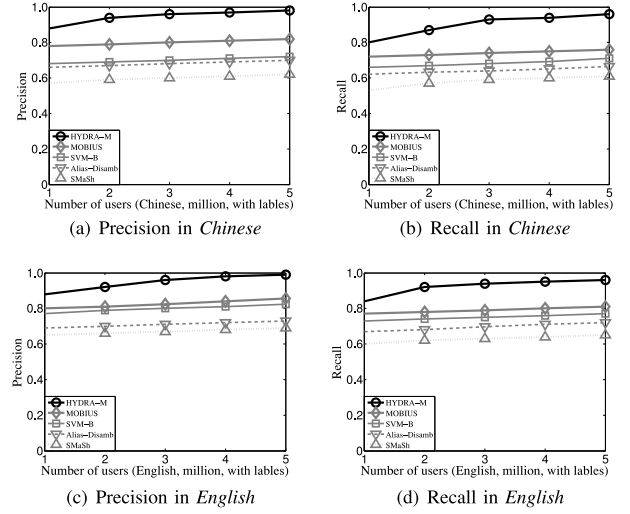 1.0
0.8
0.6
0.4
0.2
0
Precision
HYDRA−M
MOBIUS
SVM−B
Alias−Disamb
SMaSh
1 2 3 4 5
Number of users (Chinese, million, with lables)
(a) Precision in Chinese
1.0
0.8
0.6
0.4
0.2
0
Recall
HYDRA−M
MOBIUS
SVM−B
Alias−Disamb
SMaSh
1 2 3 4 5
Number of users (Chinese, million, with lables)
(b) Recall in Chinese
1.0
0.8
0.6
0.4
0.2
0
Precision
HYDRA−M
MOBIUS
SVM−B
Alias−Disamb
SMaSh
1 2 3 4 5
Number of users (English, million, with lables)
(c) Precision in English
1.0
0.8
0.6
0.4
0.2
0
Recall
HYDRA−M
MOBIUS
SVM−B
Alias−Disamb
SMaSh
1 2 3 4 5
Number of users (English, million, with lables)
(d) Recall in English